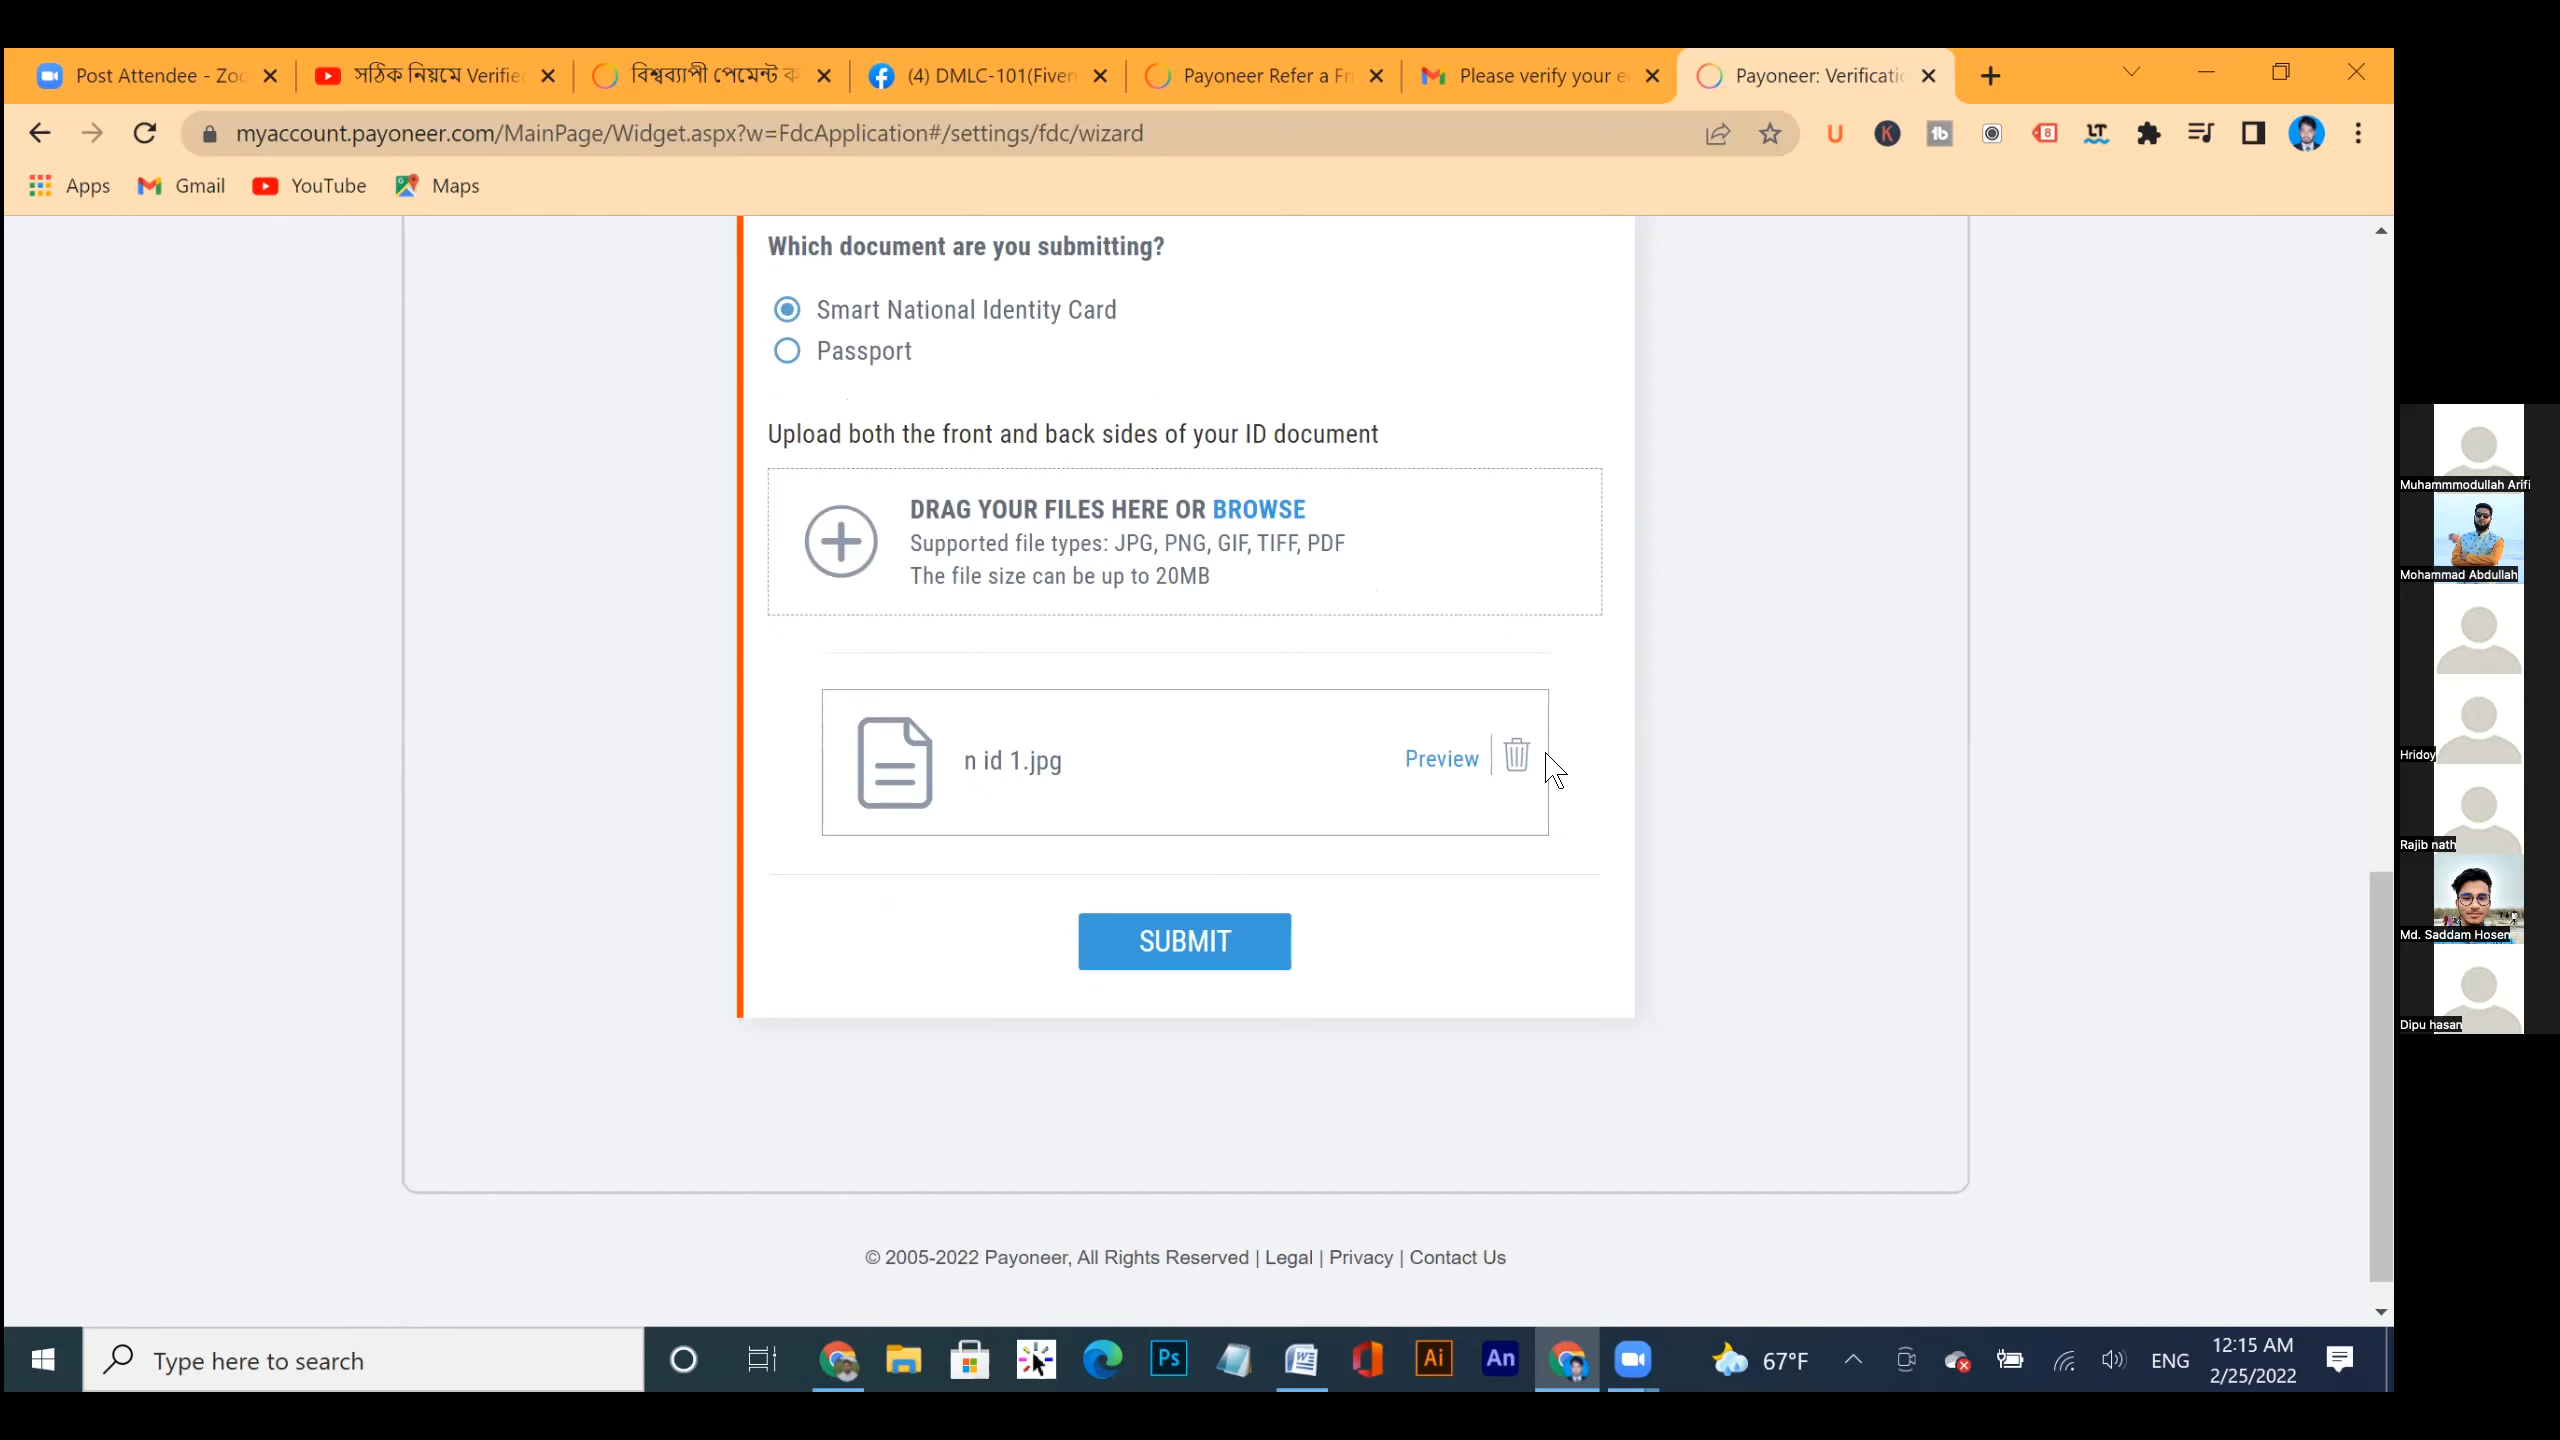 Post Attendee - Zoo
সঠিক নিয়মে Verifie
বিশ্বব্যাপী পেমেন্ট ক
(4) DMLC-101(Fiver
Payoneer Refer a Fri
Please verify your e
Payoneer: Verificatic
myaccount.payoneer.com/MainPage/Widget.aspx?w=FdcApplication#/settings/fdc/wizard
Apps
Gmail
YouTube
Maps
Which document are you submitting?
Smart National Identity Card
Passport
Upload both the front and back sides of your ID document
DRAG YOUR FILES HERE OR BROWSE
Supported file types: JPG, PNG, GIF, TIFF, PDF
The file size can be up to 20MB
n id 1.jpg
Preview
SUBMIT
© 2005-2022 Payoneer, All Rights Reserved | Legal | Privacy | Contact Us
Muhammmodullah Arifi
Mohammad Abdullah
Hridoy
Rajib nath
Md. Saddam Hosen
Dipu hasan
Type here to search
Ps
Ai
An
67°F
ENG
12:15 AM
2/25/2022